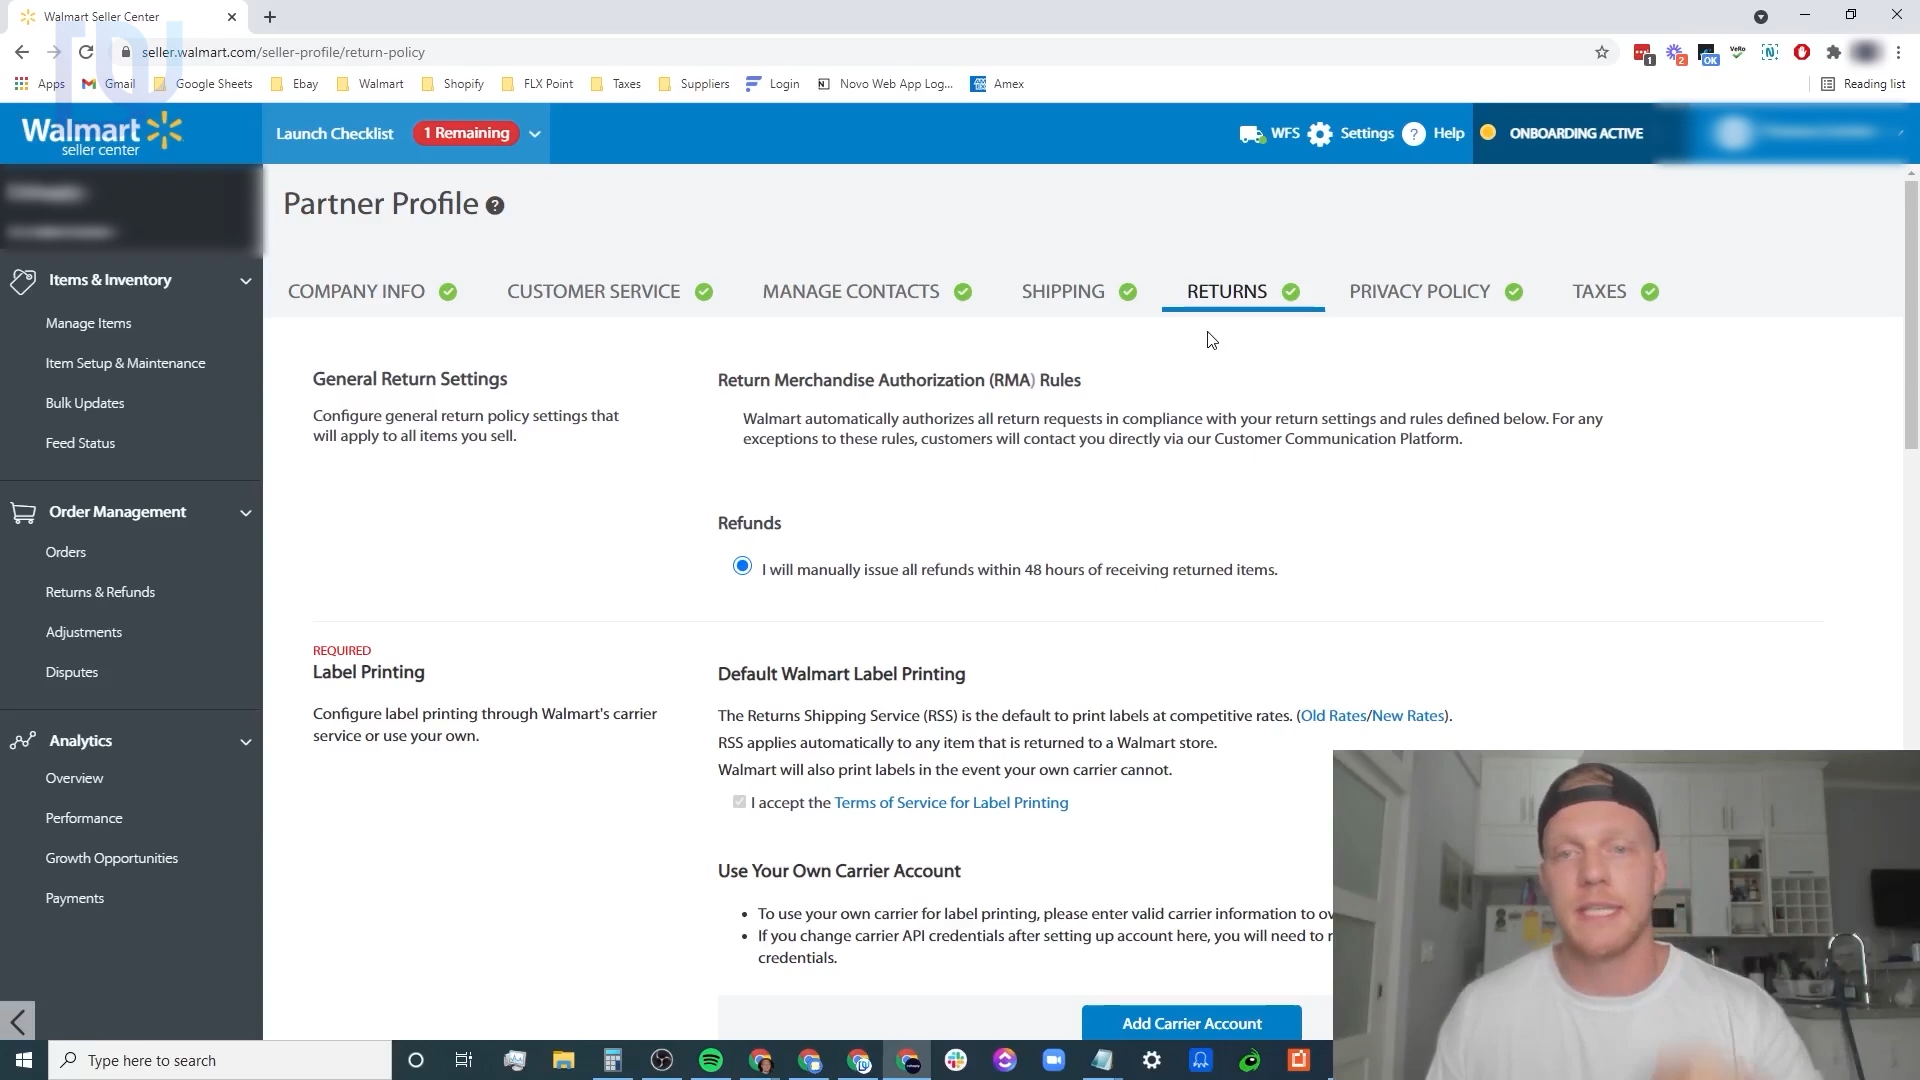 Walmart Seller Center
seller.walmart.com/seller-profile/return-policy
1
2
OK
VeRO
N
Apps
Gmail
Google Sheets
Ebay
Walmart
Shopify
FLX Point
Taxes
Suppliers
Login
Novo Web App Log...
Amex
Reading list
TDJ
Walmart
seller center
Launch Checklist
1 Remaining
WFS
Settings
? Help
ONBOARDING ACTIVE
Partner Profile ?
COMPANY INFO
CUSTOMER SERVICE
MANAGE CONTACTS
SHIPPING
RETURNS
PRIVACY POLICY
TAXES
Items & Inventory
Manage Items
Item Setup & Maintenance
Bulk Updates
Feed Status
Order Management
Orders
Returns & Refunds
Adjustments
Disputes
Analytics
Overview
Performance
Growth Opportunities
Payments
General Return Settings
Configure general return policy settings that
will apply to all items you sell.
Return Merchandise Authorization (RMA) Rules
Walmart automatically authorizes all return requests in compliance with your return settings and rules defined below. For any
exceptions to these rules, customers will contact you directly via our Customer Communication Platform.
Refunds
I will manually issue all refunds within 48 hours of receiving returned items.
REQUIRED
Label Printing
Configure label printing through Walmart's carrier
service or use your own.
Default Walmart Label Printing
The Returns Shipping Service (RSS) is the default to print labels at competitive rates. (Old Rates/New Rates).
RSS applies automatically to any item that is returned to a Walmart store.
Walmart will also print labels in the event your own carrier cannot.
I accept the Terms of Service for Label Printing
Use Your Own Carrier Account
• To use your own carrier for label printing, please enter valid carrier information to ov
• If you change carrier API credentials after setting up account here, you will need to r
credentials.
Add Carrier Account
Type here to search